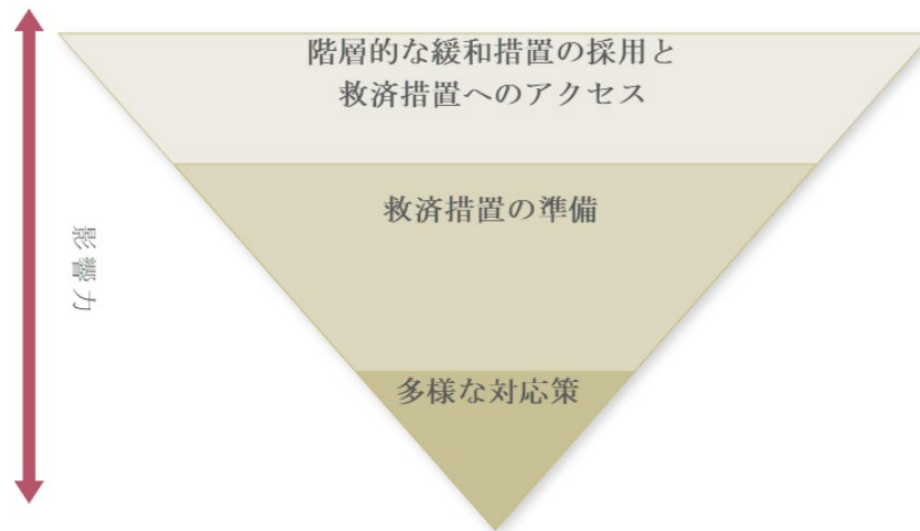 階層的な緩和措置の採用と
救済措置へのアクセス
救済措置の準備
影響力
多様な対応策